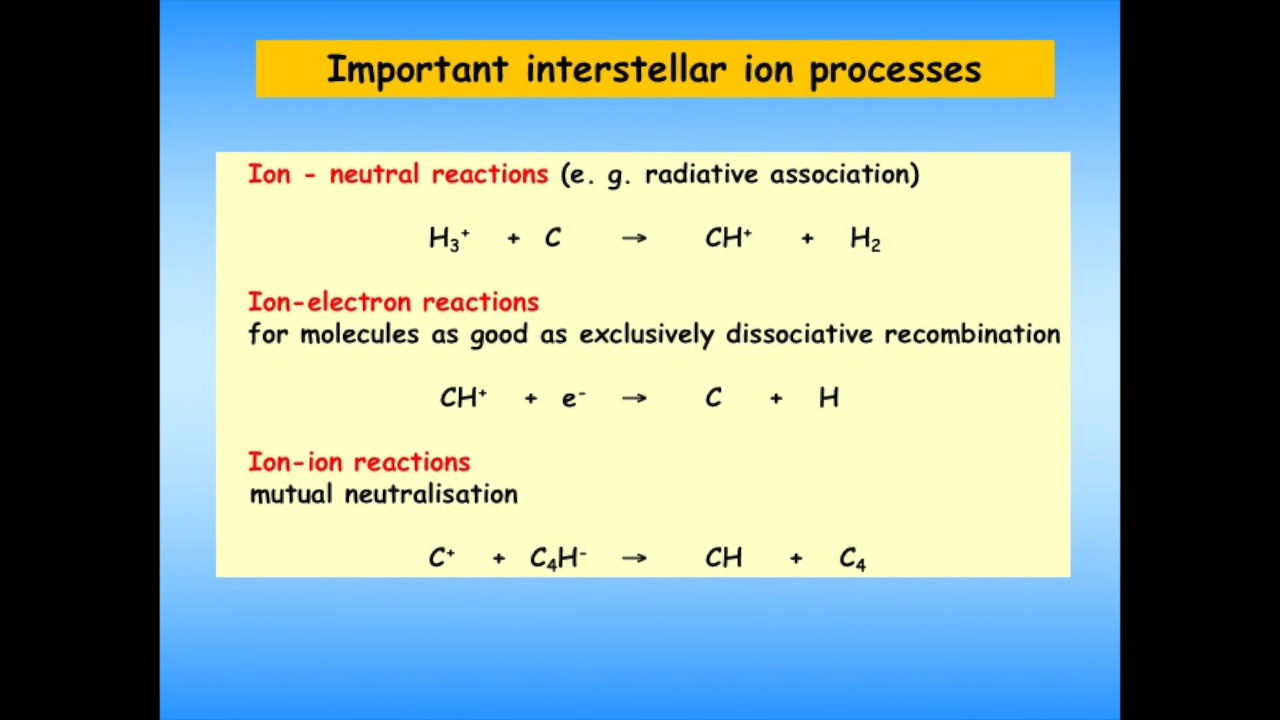 Important interstellar ion processes
Ion - neutral reactions (e. g. radiative association)
H₃⁺ + C → CH⁺ + H₂
Ion-electron reactions
for molecules as good as exclusively dissociative recombination
CH⁺ + e⁻ → C + H
Ion-ion reactions
mutual neutralisation
C⁺ + C₄H⁻ → CH + C₄